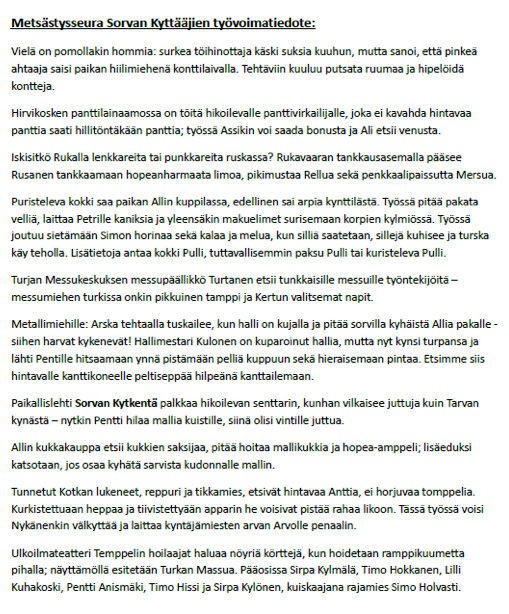 Metsästysseura Sorvan Kyttääjien työvoimatiedote:
Vielä on pomollakin hommia: surkea töihinottaja käski suksia kuuhun, mutta sanoi, että pinkeä
ahtaaja saisi paikan hiilimiehenä konttilaivalla. Tehtäviin kuuluu putsata ruumaa ja hipelöidä
kontteja.
Hirvikosken panttilainaamossa on töitä hikoilevalle panttivirkailijalle, joka ei kavahda hintavaa
panttia saati hillitöntäkään panttia; työssä Assikin voi saada bonusta ja Ali etsii venusta.
Iskisitkö Rukalla lenkkareita tai punkkareita ruskassa? Rukavaaran tankkausasemalla pääsee
Rusanen tankkaamaan hopeanharmaata limoa, pikimustaa Rellua sekä penkkaalipaissutta Mersua.
Puristeleva kokki saa paikan Allin kuppilassa, edellinen sai arpia kynttilästä. Työssä pitää pakata
velliä, laittaa Petrille kaniksia ja yleensäkin makuelimet surisemaan korpien kylmiössä. Työssä
joutuu sietämään Simon horinaa sekä kalaa ja melua, kun silliä saatetaan, sillejä kuhisee ja turska
käy teholla. Lisätietoja antaa kokki Pulli, tuttavallisemmin paksu Pulli tai kuristeleva Pulli.
Turjan Messukeskuksen messupäällikkö Turtanen etsii tunkkaisille messuille työntekijöitä –
messumiehen turkissa onkin pikkuinen tamppi ja Kertun valitsemat napit.
Metallimiehille: Arska tehtaalla tuskailee, kun halli on kujalla ja pitää sorvilla kyhäistä Allia pakalle -
siihen harvat kykenevät! Hallimestari Kulonen on kuparoinut hallia, mutta nyt kynsi turpansa ja
lähti Pentille hitsaamaan ynnä pistämään pelliä kuppuun sekä hieraisemaan pintaa. Etsimme siis
hintavalle kanttikoneelle peltiseppää hilpeänä kanttailemaan.
Paikallislehti Sorvan Kytkentä palkkaa hikoilevan senttarin, kunhan vilkaisee juttuja kuin Tarvan
kynästä – nytkin Pentti hilaa mallia kuistille, siinä olisi vintille juttua.
Allin kukkakauppa etsii kukkien saksijaa, pitää hoitaa mallikukkia ja hopea-amppeli; lisäeduksi
katsotaan, jos osaa kyhätä sarvista kudonnalle mallin.
Tunnetut Kotkan lukeneet, reppuri ja tikkamies, etsivät hintavaa Anttia, ei horjuvaa tomppelia.
Kurkistettuaan heppaa ja tiivistettyään apparin he voisivat pistää rahaa likoon. Tässä työssä voisi
Nykänenkin välkyttää ja laittaa kyntäjämiesten arvan Arvolle penaalin.
Ulkoilmateatteri Temppelin hoilaajat haluaa nöyriä körttejä, kun hoidetaan ramppikuumetta
pihalla; näyttämöllä esitetään Turkan Massua. Pääosissa Sirpa Kylmälä, Timo Hokkanen, Lilli
Kuhakoski, Pentti Anismäki, Timo Hissi ja Sirpa Kylönen, kuiskaajana rajamies Simo Holvasti.